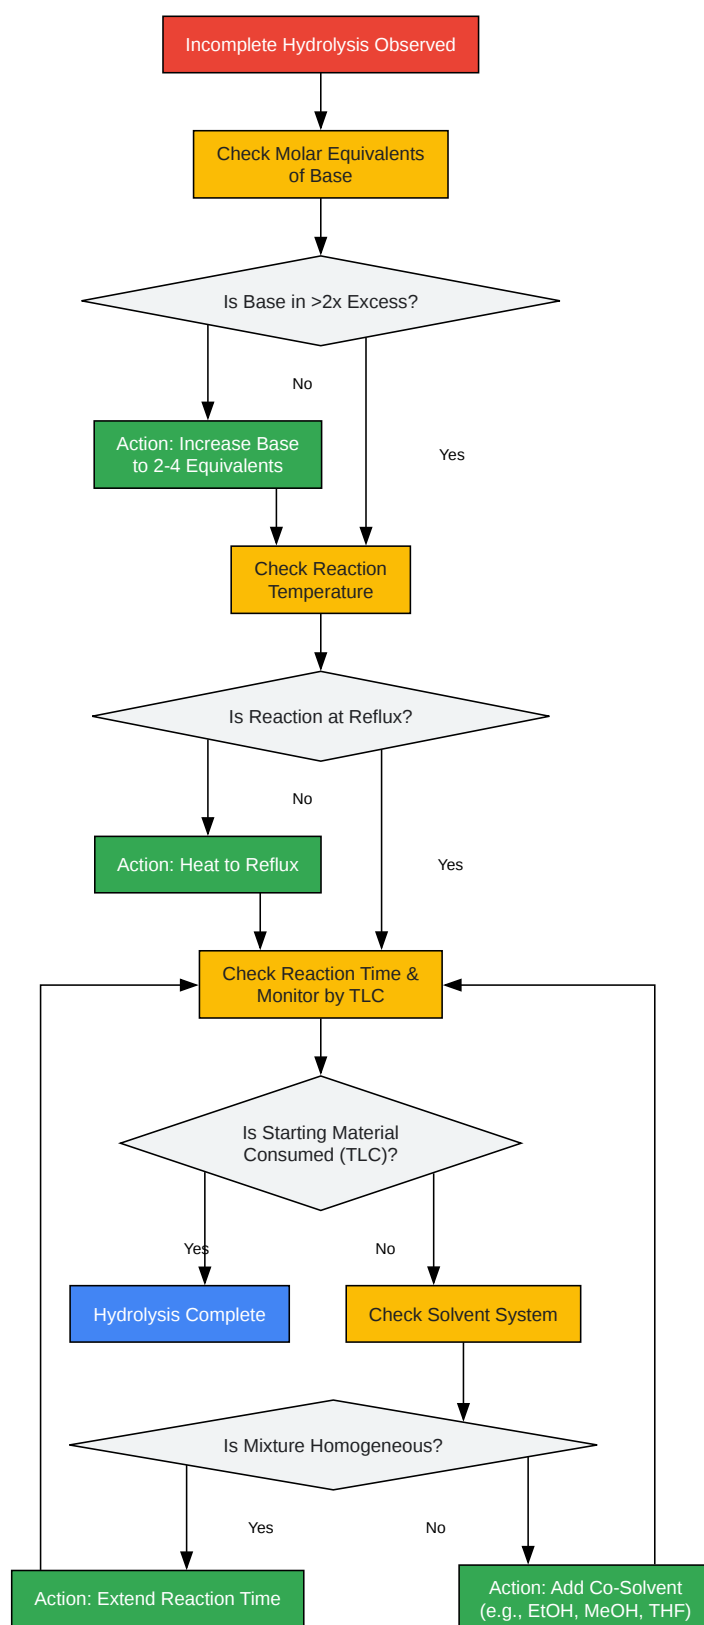 Incomplete Hydrolysis Observed
Check Molar Equivalents
of Base
Is Base in >2x Excess?
No
Action: Increase Base
to 2-4 Equivalents
Yes
Check Reaction
Temperature
Is Reaction at Reflux?
No
Action: Heat to Reflux
Yes
Check Reaction Time &
Monitor by TLC
Is Starting Material
Consumed (TLC)?
Yes
No
Hydrolysis Complete
Check Solvent System
Is Mixture Homogeneous?
Yes
No
Action: Extend Reaction Time
Action: Add Co-Solvent
(e.g., EtOH, MeOH, THF)